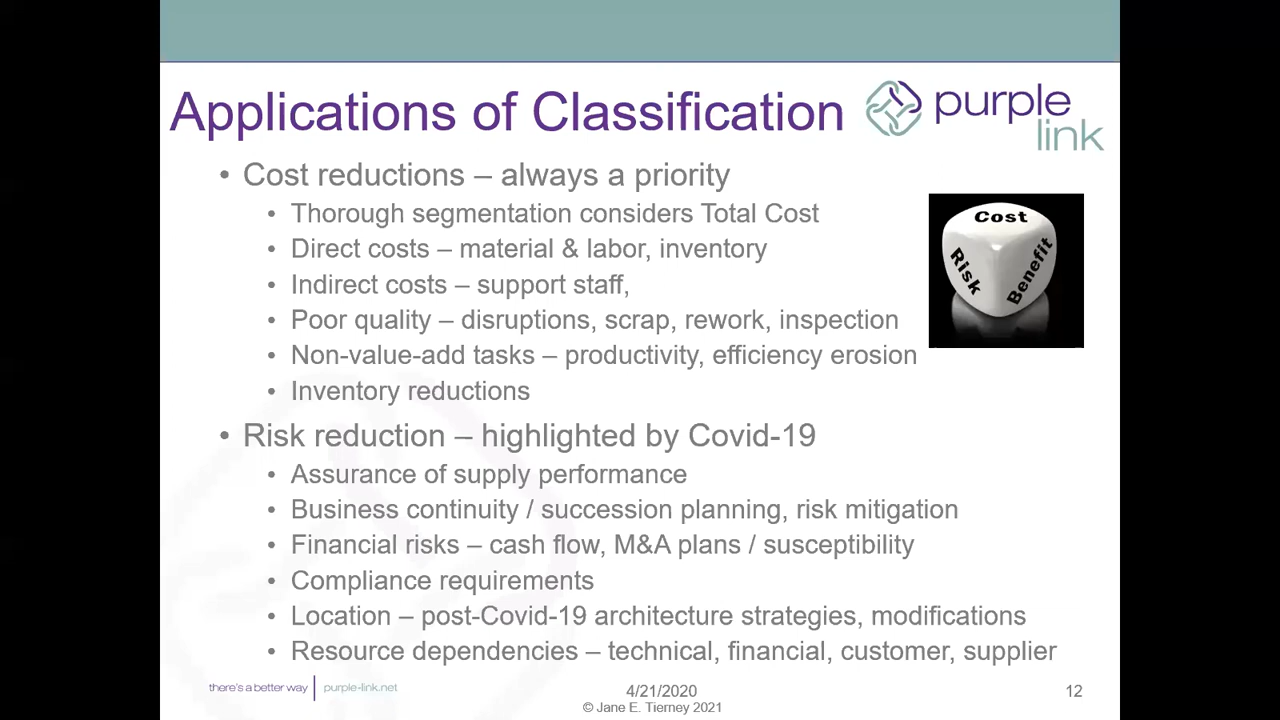 Applications of Classification
purple
link
• Cost reductions – always a priority
• Thorough segmentation considers Total Cost
• Direct costs – material & labor, inventory
• Indirect costs – support staff,
• Poor quality – disruptions, scrap, rework, inspection
• Non-value-add tasks – productivity, efficiency erosion
• Inventory reductions
Cost
Risk
Benefit
• Risk reduction – highlighted by Covid-19
• Assurance of supply performance
• Business continuity / succession planning, risk mitigation
• Financial risks – cash flow, M&A plans / susceptibility
• Compliance requirements
• Location – post-Covid-19 architecture strategies, modifications
• Resource dependencies – technical, financial, customer, supplier
there's a better way | purple-link.net
4/21/2020
© Jane E. Tierney 2021
12